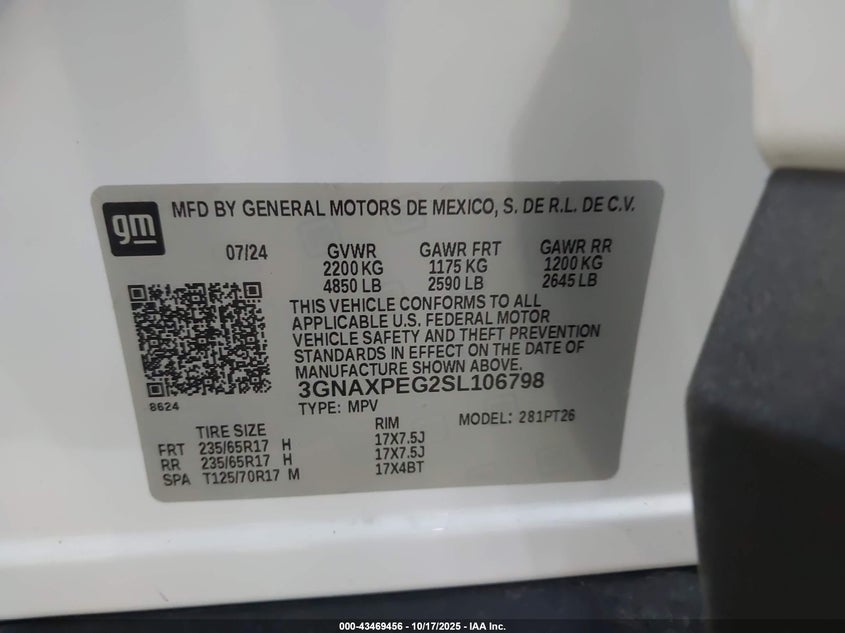 gm
MFD BY GENERAL MOTORS DE MEXICO, S. DE R.L. DE C.V.
07/24 GVWR GAWR FRT GAWR RR
2200 KG 1175 KG 1200 KG
4850 LB 2590 LB 2645 LB
THIS VEHICLE CONFORMS TO ALL
APPLICABLE U.S. FEDERAL MOTOR
VEHICLE SAFETY AND THEFT PREVENTION
STANDARDS IN EFFECT ON THE DATE OF
MANUFACTURE SHOWN ABOVE.
8624
3GNAXPEG2SL106798
TYPE: MPV MODEL: 281PT26
TIRE SIZE RIM
FRT 235/65R17 H 17X7.5J
RR 235/65R17 H 17X7.5J
SPA T125/70R17 M 17X4BT
000-43469456 - 10/17/2025 - IAA Inc.